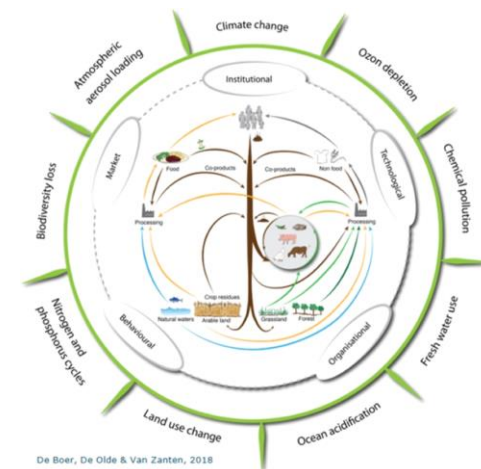 Climate change
Ozon depletion
Chemical pollution
Fresh water use
Ocean acidification
Land use change
Nitrogen and
phosphorus cycles
Biodiversity loss
Atmospheric
aerosol loading
Institutional
Technological
Organisational
Behavioural
Market
Food
Co-products
Co-products
Non-food
Processing
Processing
Crop residues
Natural waters
Arable land
Grassland
Forest
De Boer, De Olde & Van Zanten, 2018